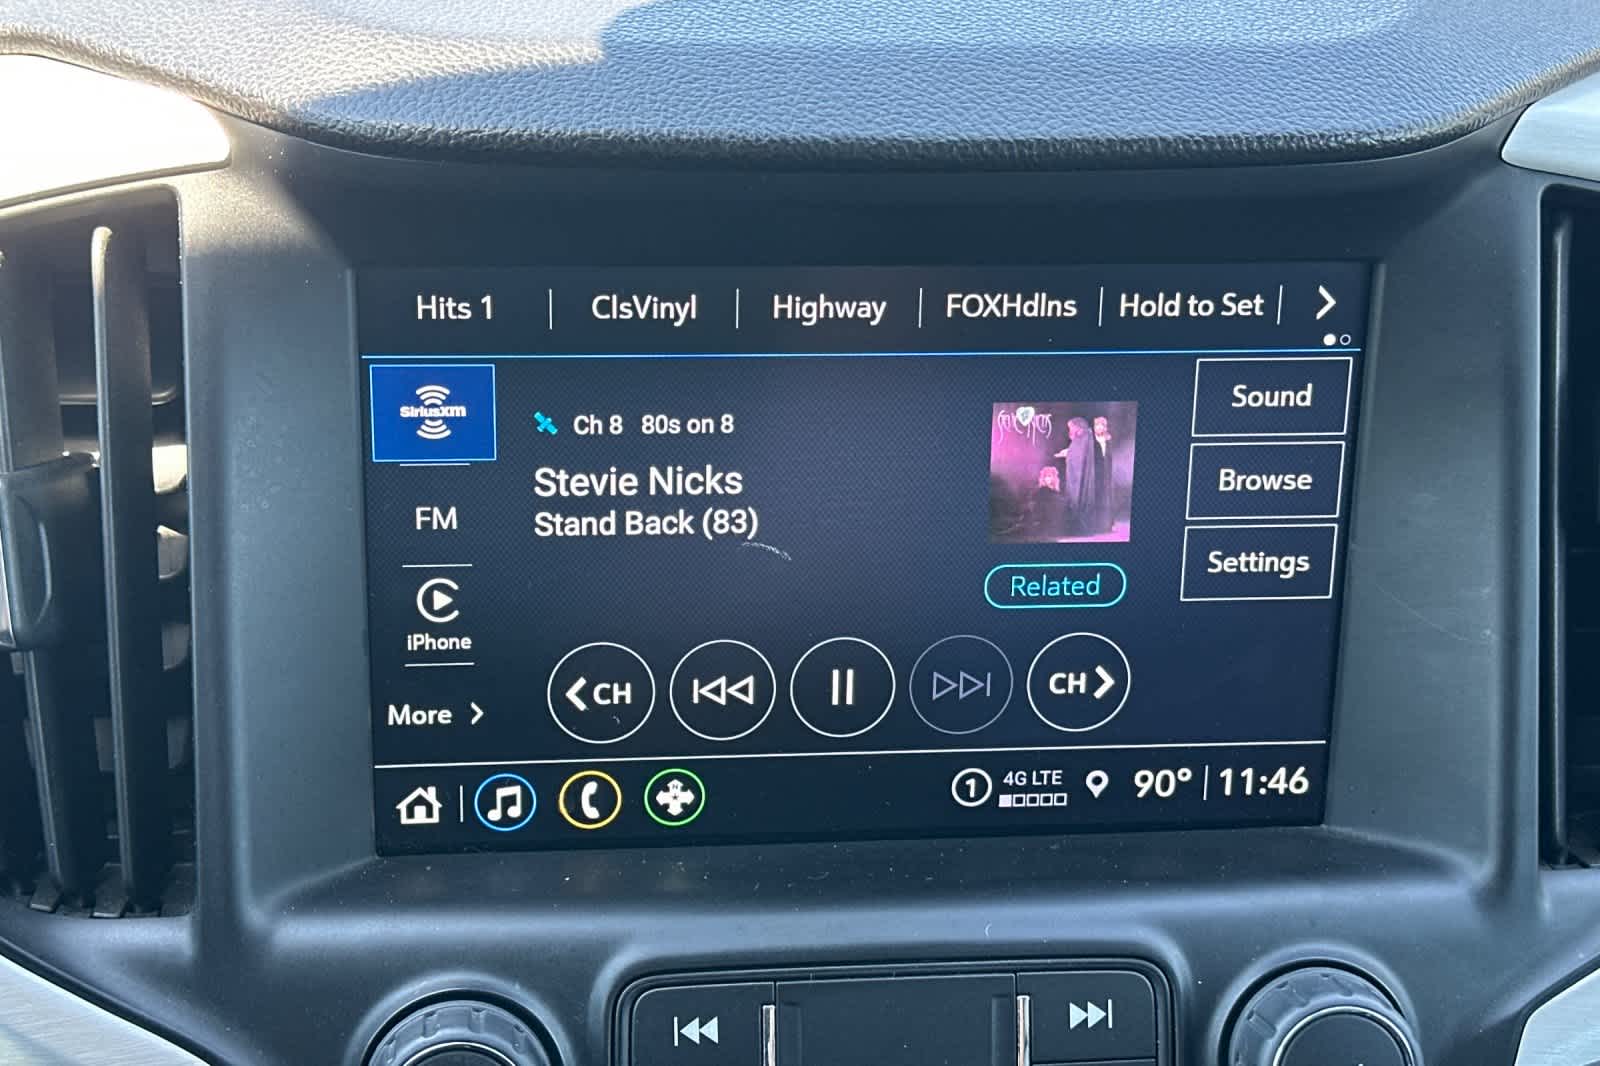 Hits 1 | ClsVinyl | Highway | FOXHdlns | Hold to Set |
SiriusXM
Ch 8 80s on 8
Stevie Nicks
Stand Back (83)
FM
iPhone
More
Sound
Browse
Settings
Related
CH
CH
1 4G LTE 90° | 11:46